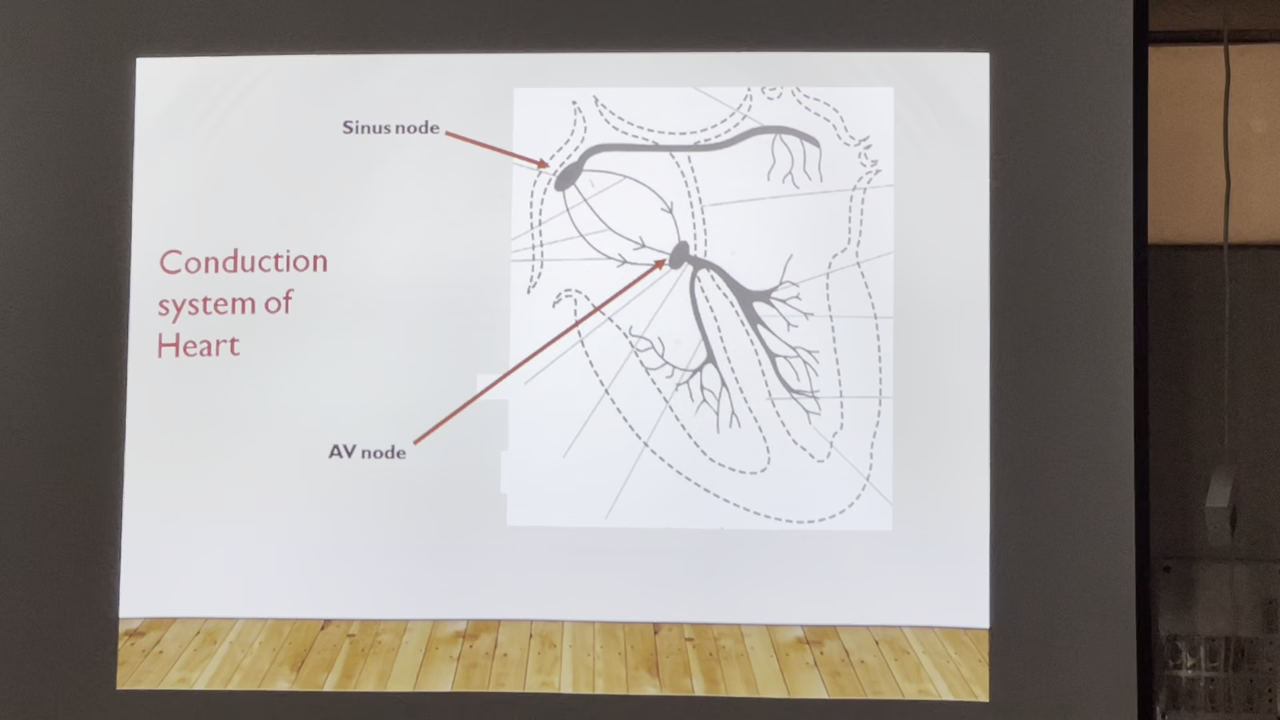 Sinus node
Conduction
system of
Heart
AV node